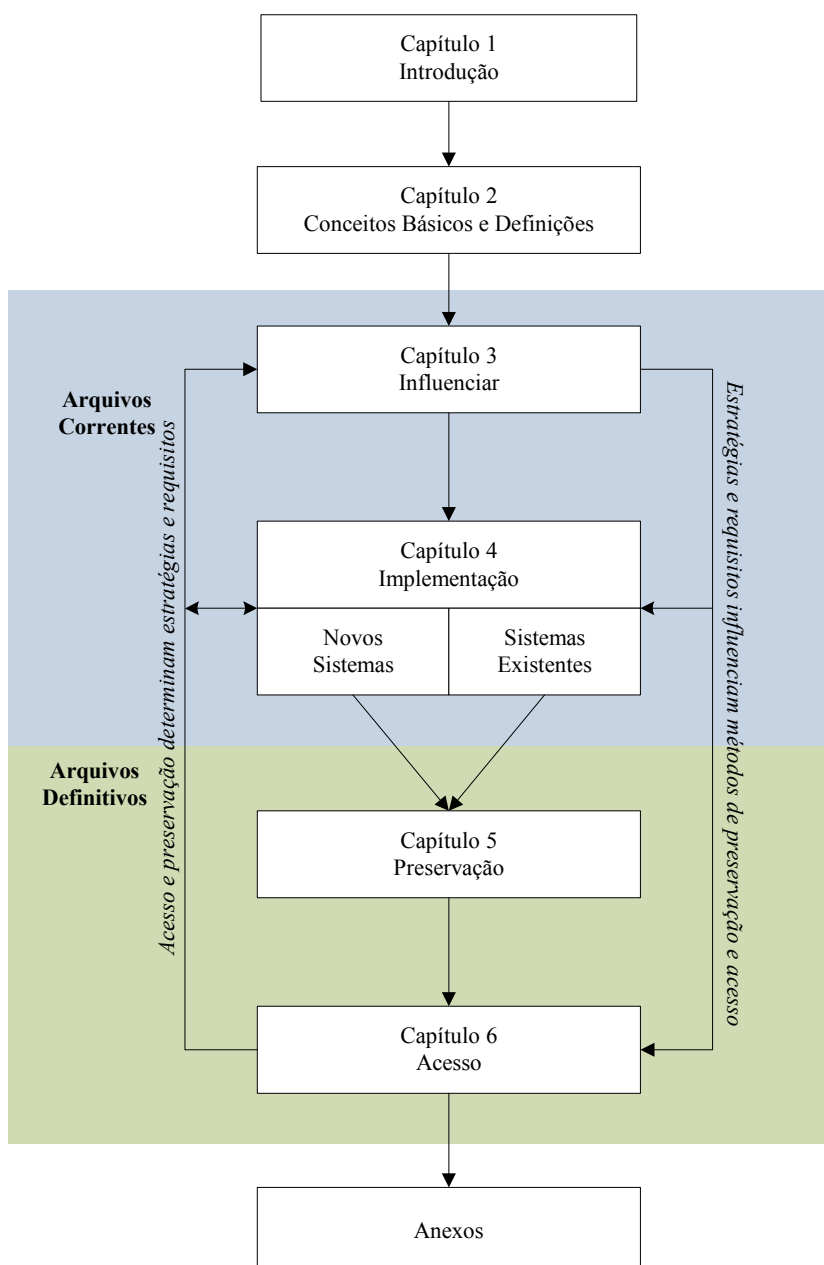 Capítulo 1
Introdução
Capítulo 2
Conceitos Básicos e Definições
Capítulo 3
Influenciar
Arquivos
Correntes
Acesso e preservação determinam estratégias e requisitos
Estratégias e requisitos influenciam métodos de preservação e acesso
Capítulo 4
Implementação
Novos
Sistemas
Sistemas
Existentes
Arquivos
Definitivos
Capítulo 5
Preservação
Capítulo 6
Acesso
Anexos